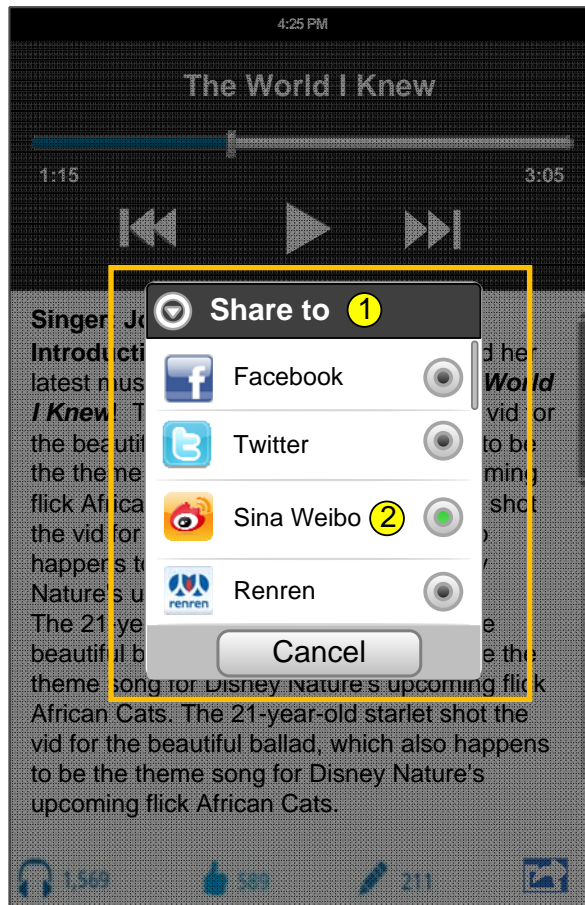 4:25 PM
The World I Knew
1:15 3:05
Share to 1
Facebook
Twitter
Sina Weibo 2
Renren
renren
Cancel
Singer: Jo
Introducti d her
latest mus World
I Knew! T vid for
the beautif to be
the theme ming
flick Africa shot
the vid for
happens to
Nature's u
The 21-ye e
beautiful b e the
theme song for Disney Nature's upcoming flick
African Cats. The 21-year-old starlet shot the
vid for the beautiful ballad, which also happens
to be the theme song for Disney Nature's
upcoming flick African Cats.
1,569 589 211